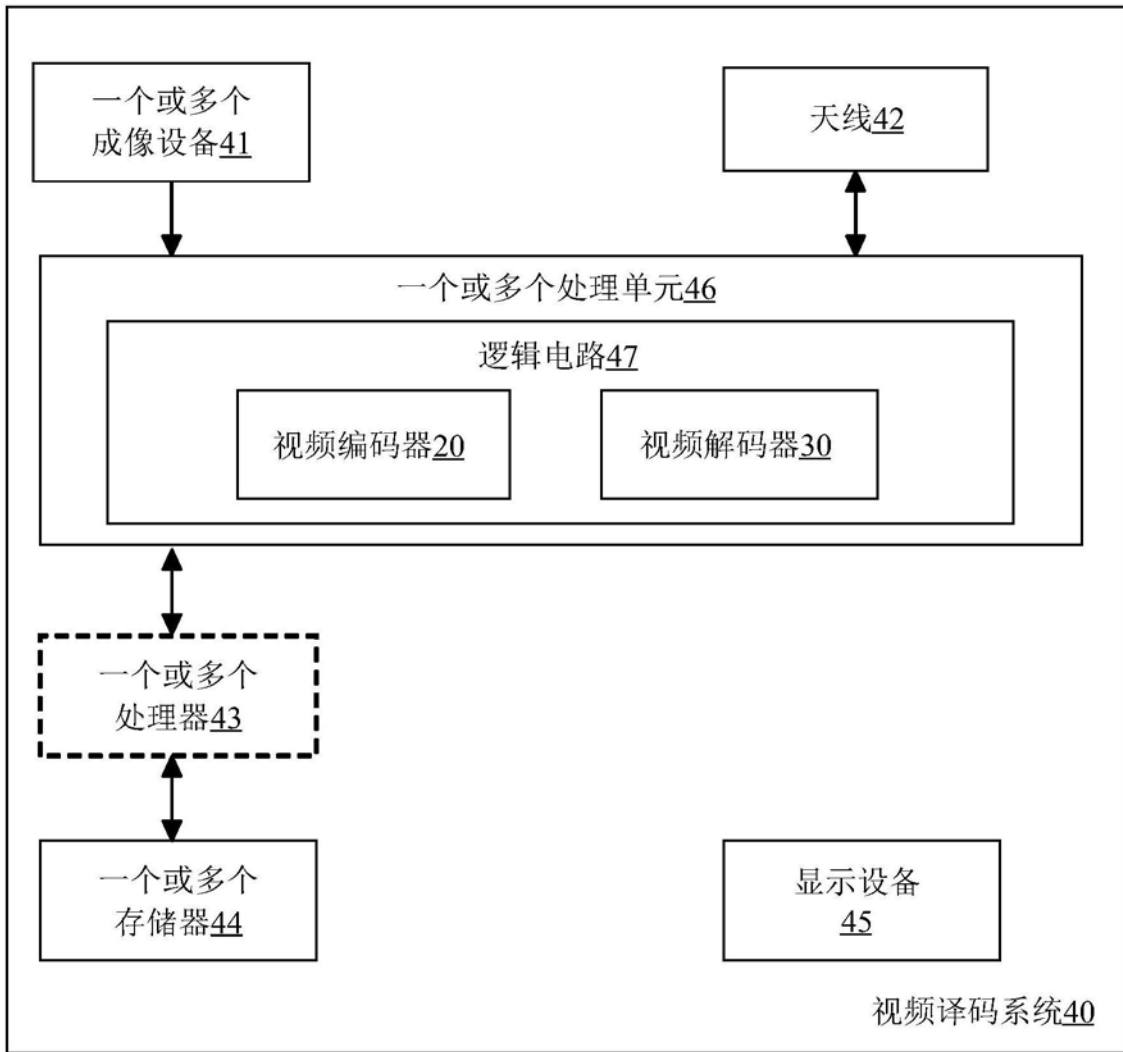 一个或多个
成像设备41
天线42
一个或多个处理单元46
逻辑电路47
视频编码器20
视频解码器30
一个或多个
处理器43
一个或多个
存储器44
显示设备
45
视频译码系统40